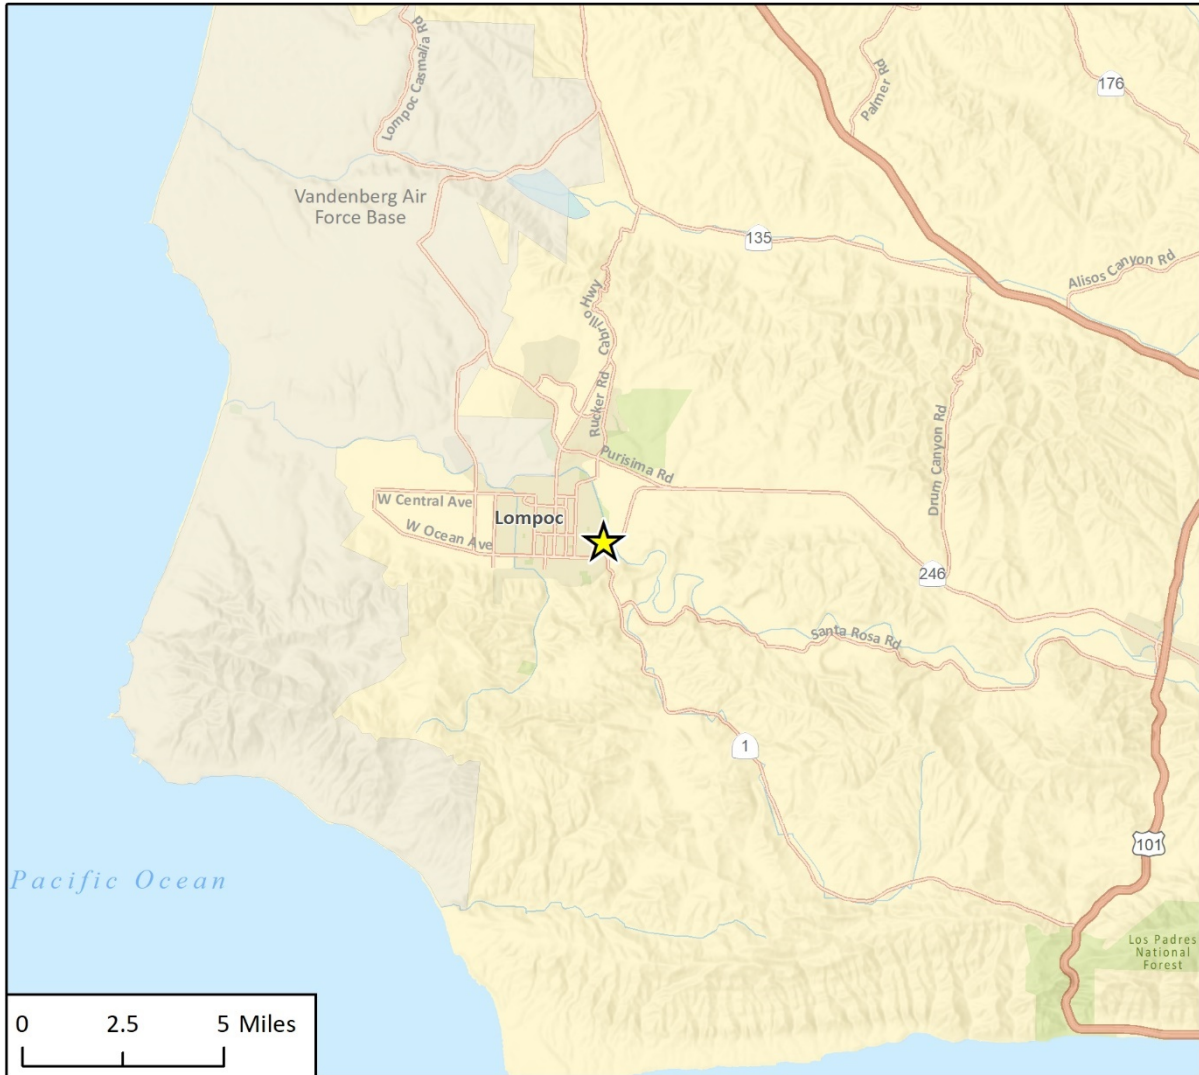 Lompoc Casmalia Rd
Palmer Rd
176
Vandenberg Air
Force Base
135
Alisos Canyon Rd
Cabrillo Hwy
Rucker Rd
Drum Canyon Rd
Purisima Rd
W Central Ave
Lompoc
W Ocean Ave
246
Santa Rosa Rd
1
101
Pacific Ocean
Los Padres
National
Forest
0 2.5 5 Miles